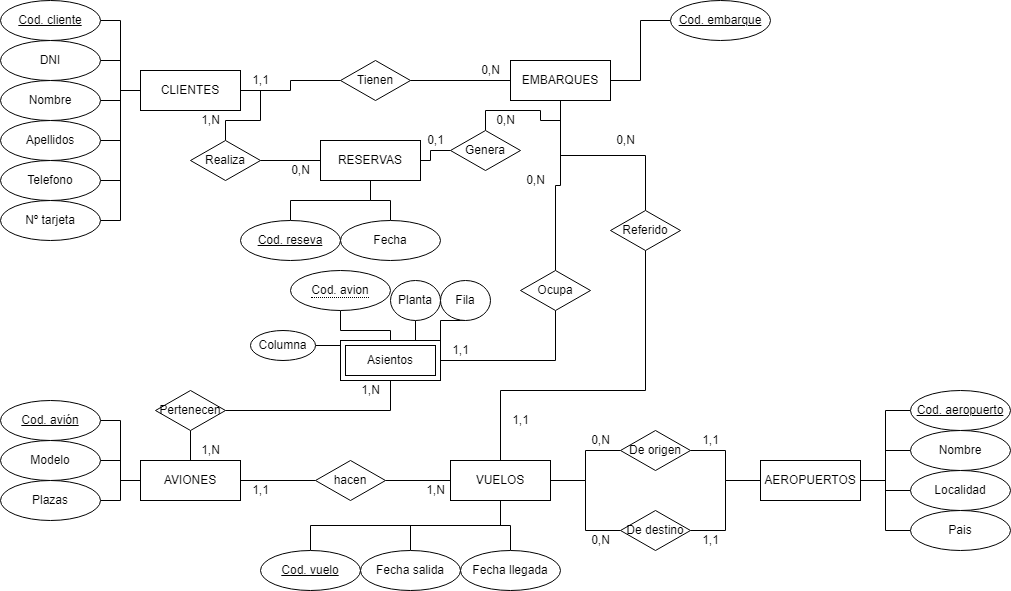 Cod. cliente
Cod. embarque
DNI
Nombre
Apellidos
Telefono
Nº tarjeta
CLIENTES
1,1
Tienen
0,N
EMBARQUES
1,N
Realiza
0,N
RESERVAS
0,1
Genera
0,N
Cod. reseva
Fecha
0,N
0,N
Referido
Ocupa
Cod. avion
Planta
Fila
Columna
Asientos
1,1
1,N
Pertenecen
1,N
Cod. avión
Modelo
Plazas
AVIONES
1,1
hacen
1,N
VUELOS
1,1
Cod. vuelo
Fecha salida
Fecha llegada
0,N
De origen
1,1
0,N
De destino
1,1
AEROPUERTOS
Cod. aeropuerto
Nombre
Localidad
Pais